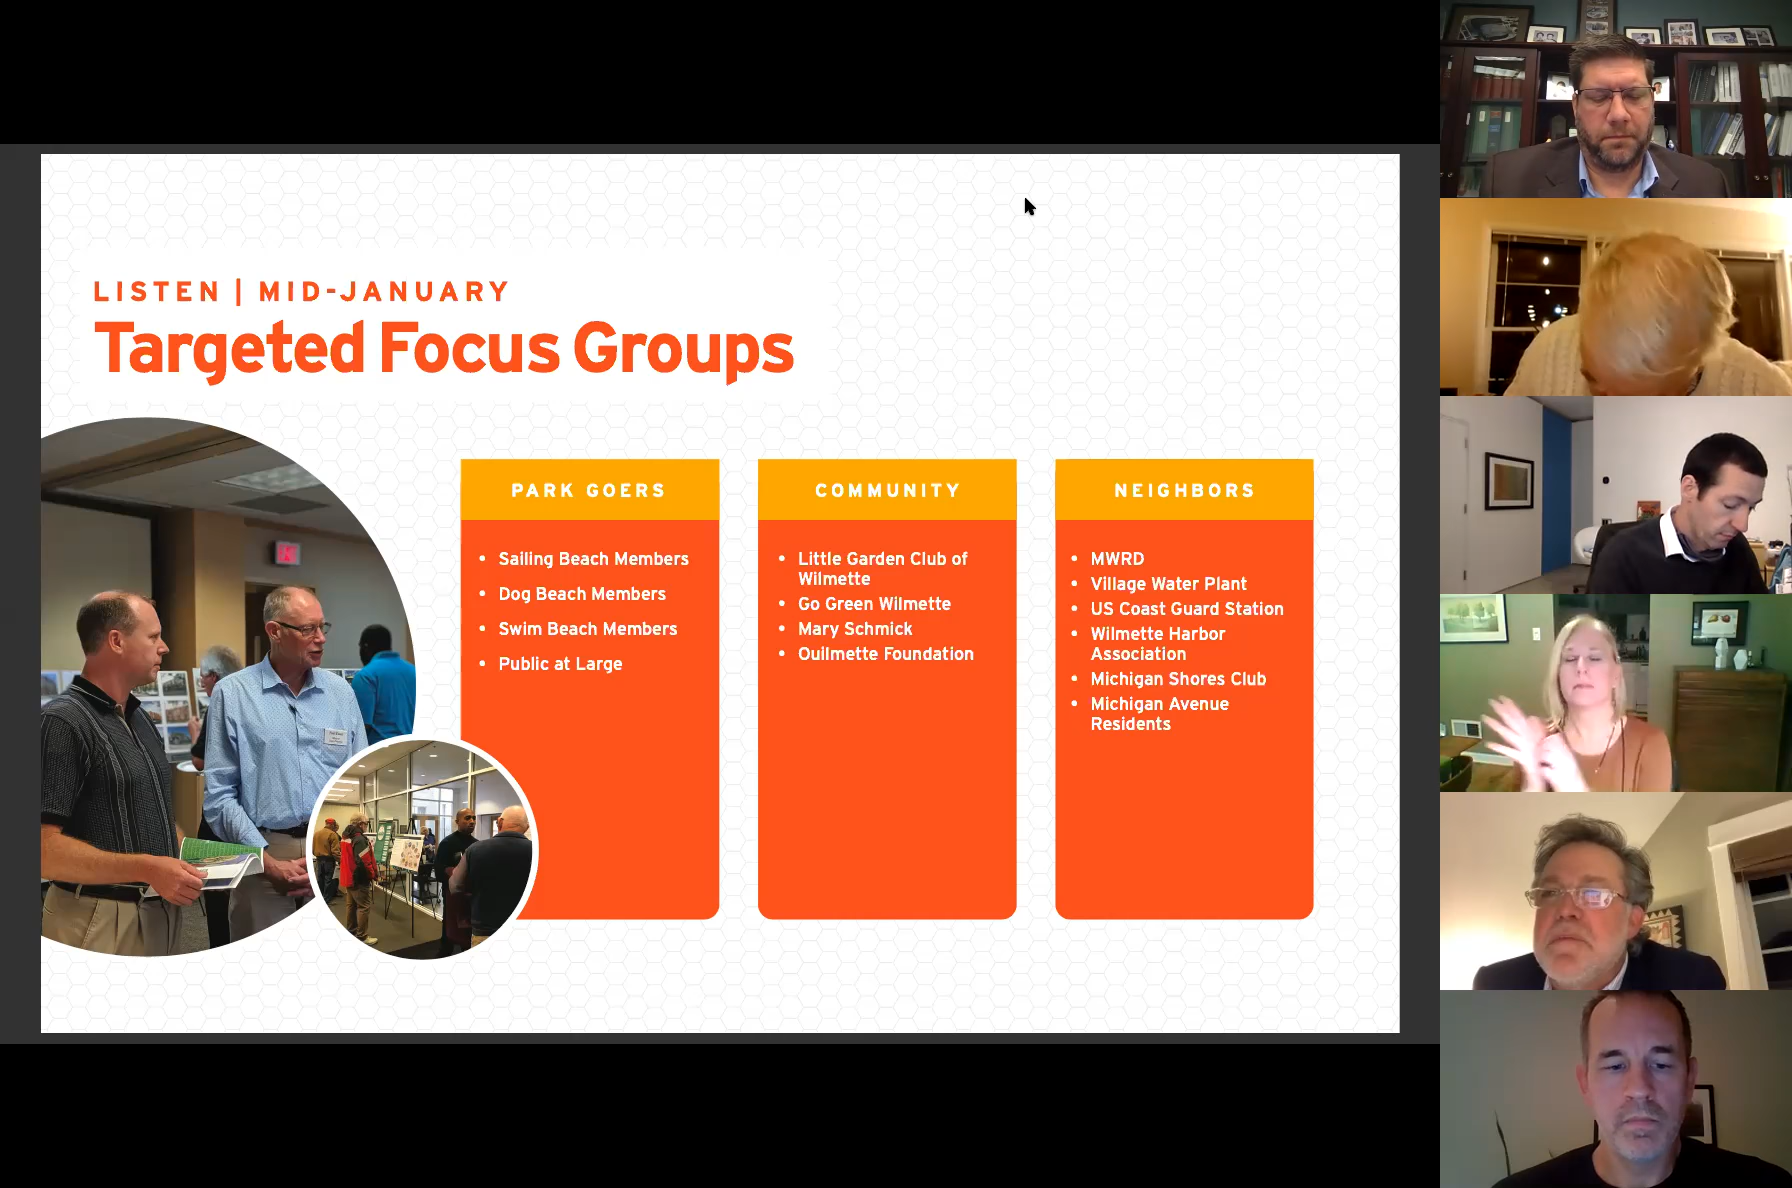 LISTEN | MID-JANUARY
Targeted Focus Groups
PARK GOERS
• Sailing Beach Members
• Dog Beach Members
• Swim Beach Members
• Public at Large
COMMUNITY
• Little Garden Club of
Wilmette
• Go Green Wilmette
• Mary Schmick
• Ouilmette Foundation
NEIGHBORS
• MWRD
• Village Water Plant
• US Coast Guard Station
• Wilmette Harbor
Association
• Michigan Shores Club
• Michigan Avenue
Residents